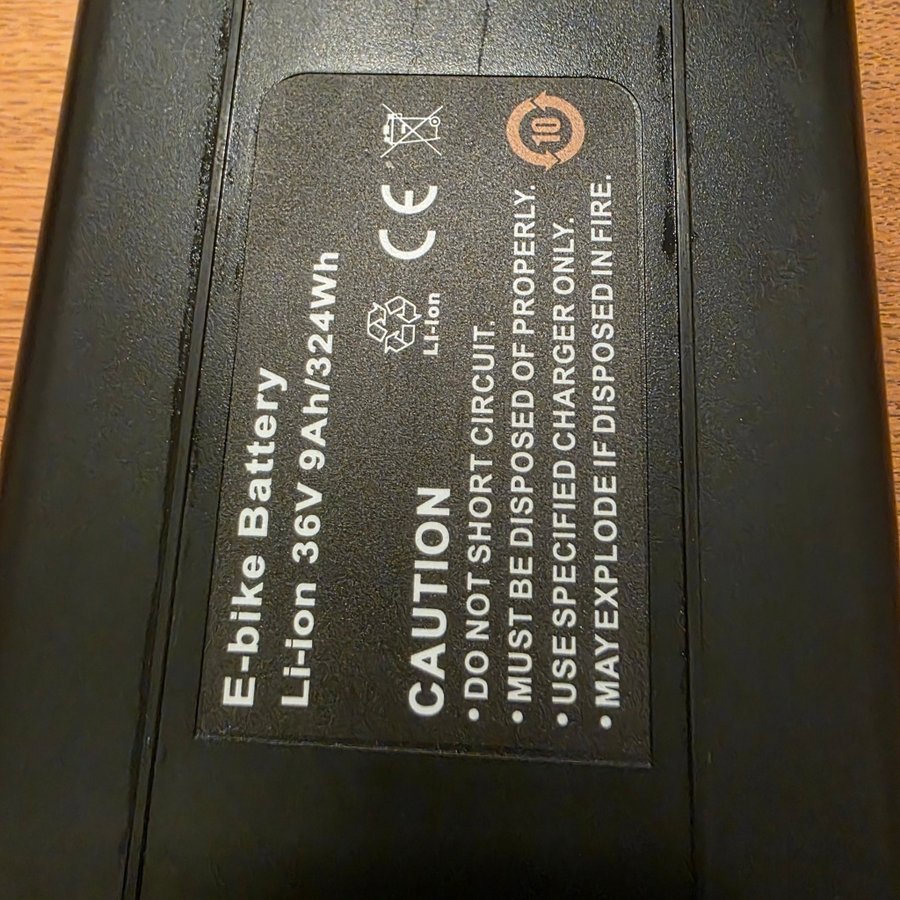 E-bike Battery
Li-ion 36V 9Ah/324Wh
Li-ion
CE
10
CAUTION
• DO NOT SHORT CIRCUIT.
• MUST BE DISPOSED OF PROPERLY.
• USE SPECIFIED CHARGER ONLY.
• MAY EXPLODE IF DISPOSED IN FIRE.